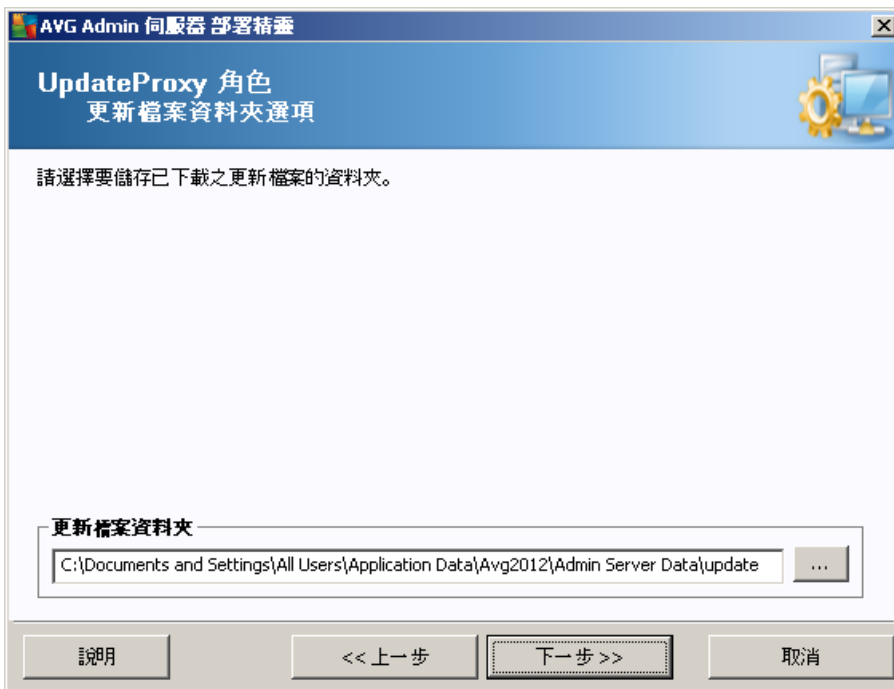 AVG Admin 伺服器 部署精靈
UpdateProxy 角色
更新檔案資料夾選項
請選擇要儲存已下載之更新檔案的資料夾。
更新檔案資料夾
C:\Documents and Settings\All Users\Application Data\Avg2012\Admin Server Data\update
...
說明
<< 上一步
下一步 >>
取消